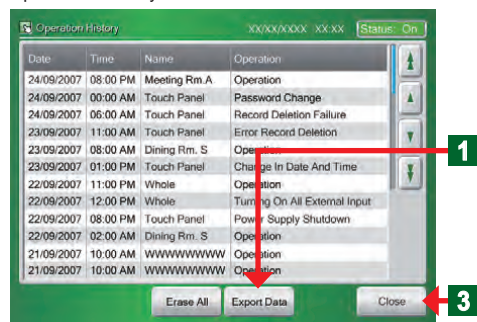 Operation History XX/XX/XXXX XX:XX Status: On
Date Time Name Operation
24/09/2007 08:00 PM Meeting Rm.A Operation
24/09/2007 00:00 AM Touch Panel Password Change
24/09/2007 06:00 AM Touch Panel Record Deletion Failure
23/09/2007 11:00 AM Touch Panel Error Record Deletion
23/09/2007 08:00 AM Dining Rm. S Operation
23/09/2007 01:00 PM Touch Panel Change In Date And Time
22/09/2007 11:00 PM Whole Operation
22/09/2007 12:00 PM Whole Turning On All External Input
22/09/2007 08:00 PM Touch Panel Power Supply Shutdown
22/09/2007 02:00 AM Dining Rm. S Operation
21/09/2007 10:00 AM WWWWWWWW Operation
21/09/2007 10:00 AM WWWWWWWW Operation
1
Erase All Export Data Close 3